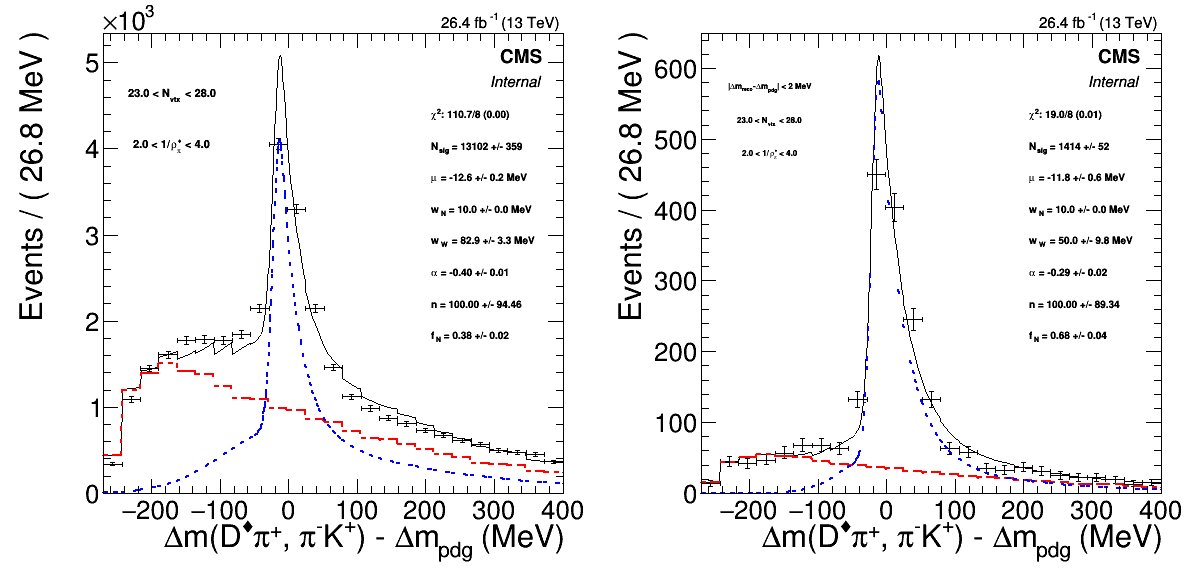 ×10³
26.4 fb⁻¹ (13 TeV)
CMS
Internal
23.0 < N_vtx < 28.0
2.0 < 1/ρ_π^♦ < 4.0
χ²: 110.7/8 (0.00)
N_sig = 13102 +/- 359
μ = -12.6 +/- 0.2 MeV
w_N = 10.0 +/- 0.0 MeV
w_W = 82.9 +/- 3.3 MeV
α = -0.40 +/- 0.01
n = 100.00 +/- 94.46
f_N = 0.38 +/- 0.02
Events / ( 26.8 MeV )
5
4
3
2
1
0
−200 −100 0 100 200 300 400
Δm(D♦π⁺, π⁻K⁺) - Δm_pdg (MeV)
26.4 fb⁻¹ (13 TeV)
CMS
Internal
|Δm_reco-Δm_pdg| < 2 MeV
23.0 < N_vtx < 28.0
2.0 < 1/ρ_π^♦ < 4.0
χ²: 19.0/8 (0.01)
N_sig = 1414 +/- 52
μ = -11.8 +/- 0.6 MeV
w_N = 10.0 +/- 0.0 MeV
w_W = 50.0 +/- 9.8 MeV
α = -0.29 +/- 0.02
n = 100.00 +/- 89.34
f_N = 0.68 +/- 0.04
Events / ( 26.8 MeV )
600
500
400
300
200
100
0
−200 −100 0 100 200 300 400
Δm(D♦π⁺, π⁻K⁺) - Δm_pdg (MeV)